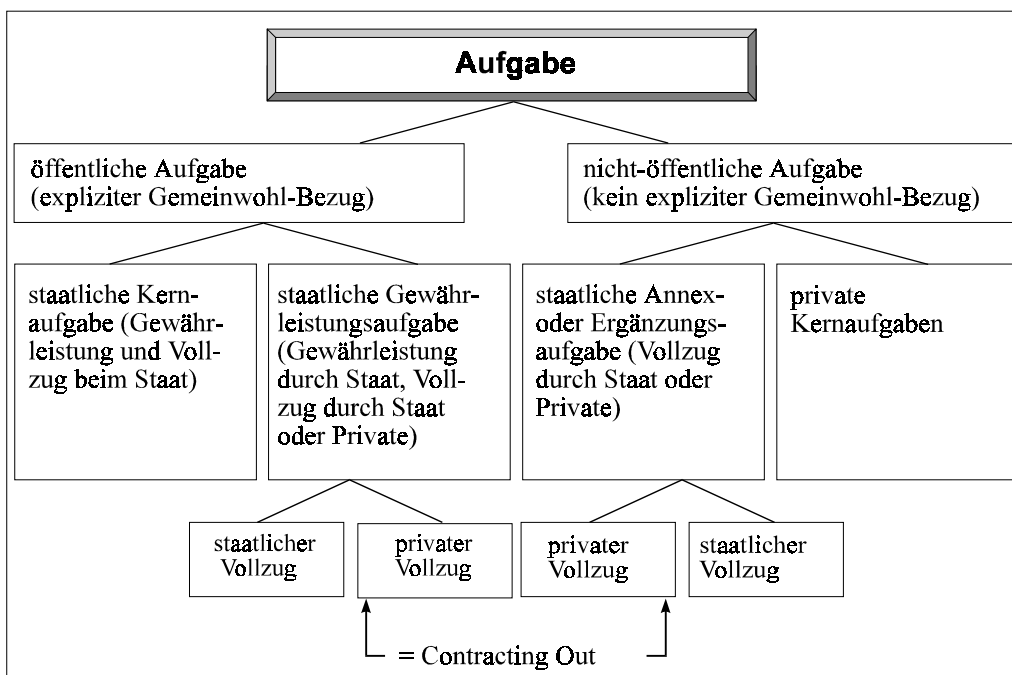 Aufgabe
öffentliche Aufgabe
(expliziter Gemeinwohl-Bezug)
nicht-öffentliche Aufgabe
(kein expliziter Gemeinwohl-Bezug)
staatliche Kern-
aufgabe (Gewähr-
leistung und Voll-
zug beim Staat)
staatliche Gewähr-
leistungsaufgabe
(Gewährleistung
durch Staat, Voll-
zug durch Staat
oder Private)
staatliche Annex-
oder Ergänzungs-
aufgabe (Vollzug
durch Staat oder
Private)
private
Kernaufgaben
staatlicher
Vollzug
privater
Vollzug
privater
Vollzug
staatlicher
Vollzug
= Contracting Out